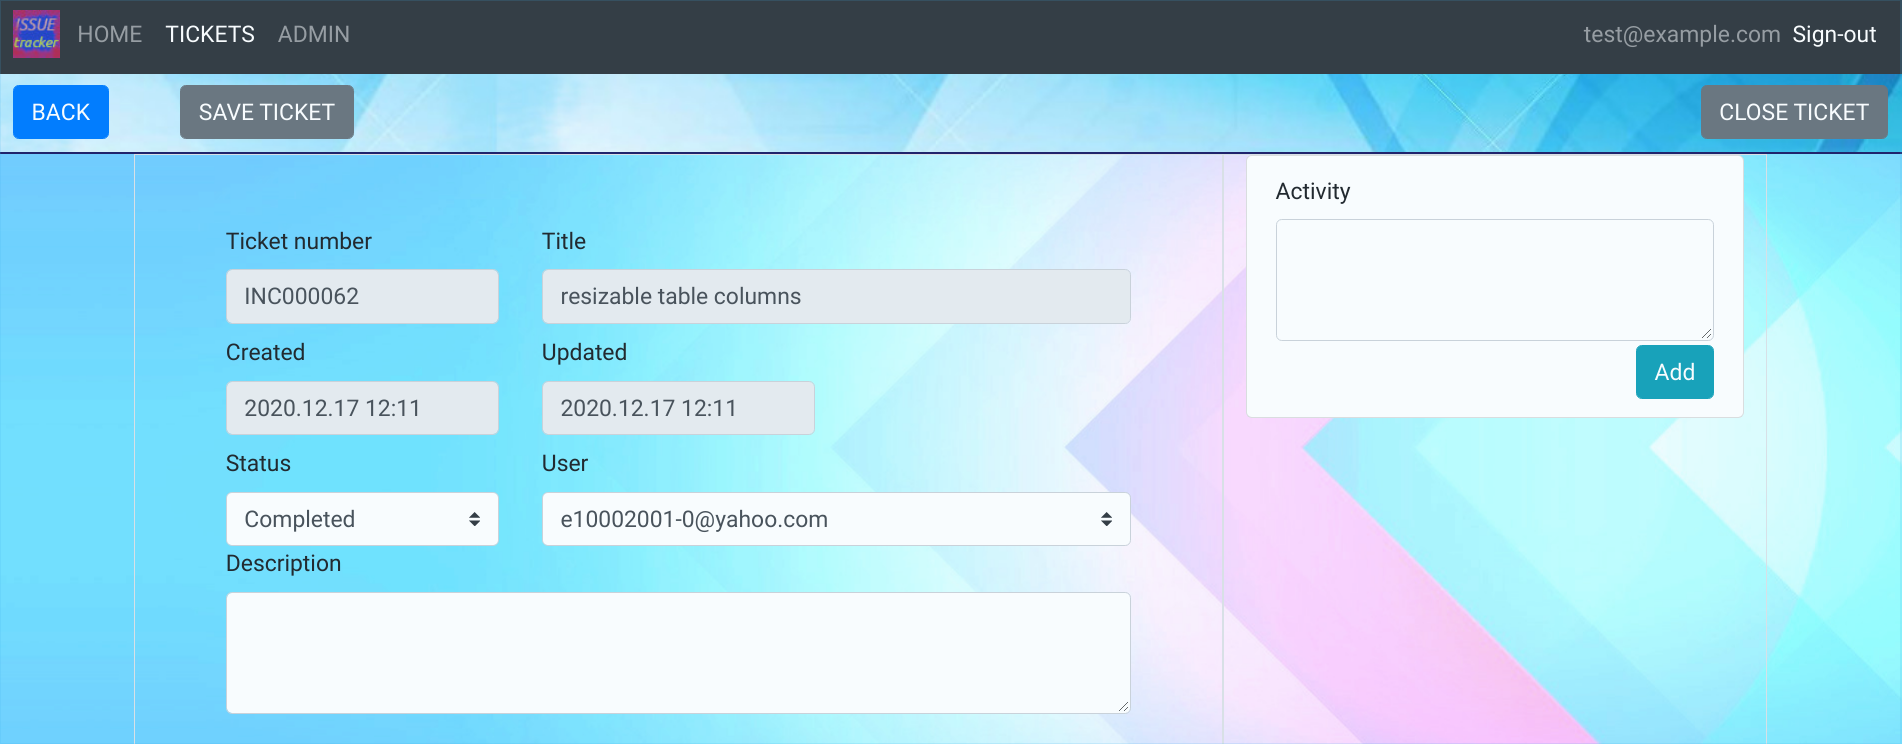 ISSUE
tracker
HOME TICKETS ADMIN test@example.com Sign-out
BACK SAVE TICKET CLOSE TICKET
Activity
Ticket number Title
INC000062 resizable table columns
Created Updated
Add
2020.12.17 12:11 2020.12.17 12:11
Status User
Completed e10002001-0@yahoo.com
Description